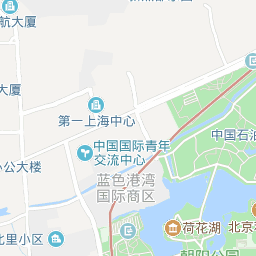 航大厦
大厦
第一上海中心
中国国际青年
交流中心
中国石油
办公大楼
蓝色港湾
国际商区
荷花湖
北京
朝阳公园
北里小区